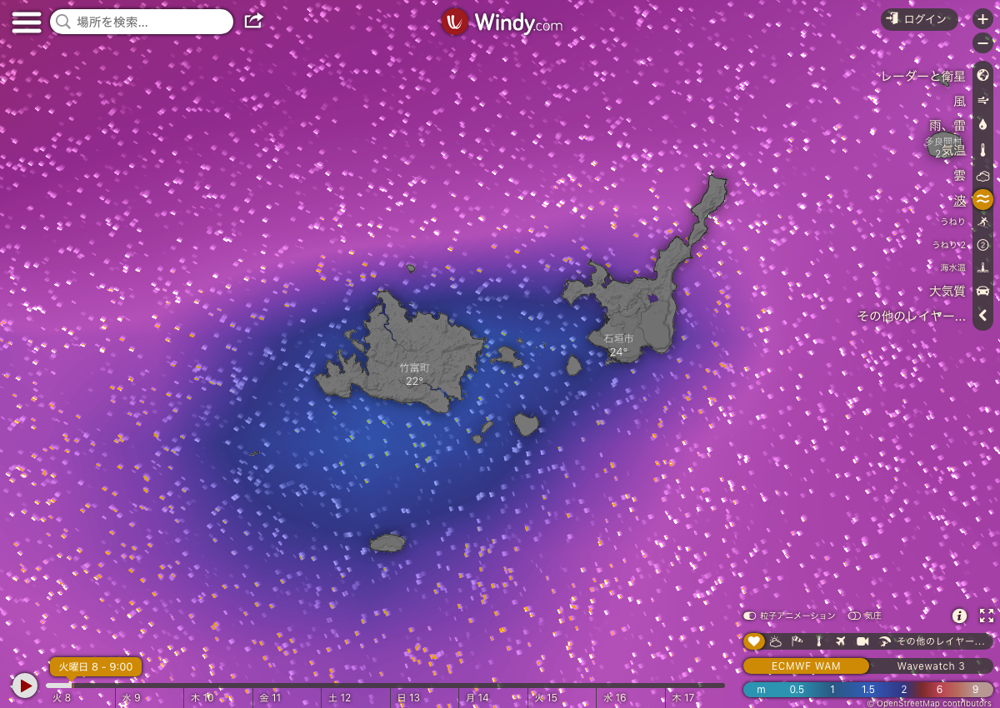 場所を検索...
Windy.com
ログイン
レーダーと衛星
風
雨、雷
多良間村
22°
気温
雲
波
うねり
うねり 2
海水温
大気質
その他のレイヤー...
石垣市
24°
竹富町
22°
粒子アニメーション
気圧
その他のレイヤー...
火曜日 8 - 9:00
ECMWF WAM
Wavewatch 3
火 8
水 9
木 10
金 11
土 12
日 13
月 14
火 15
水 16
木 17
m 0.5 1 1.5 2 6 9
© OpenStreetMap contributors